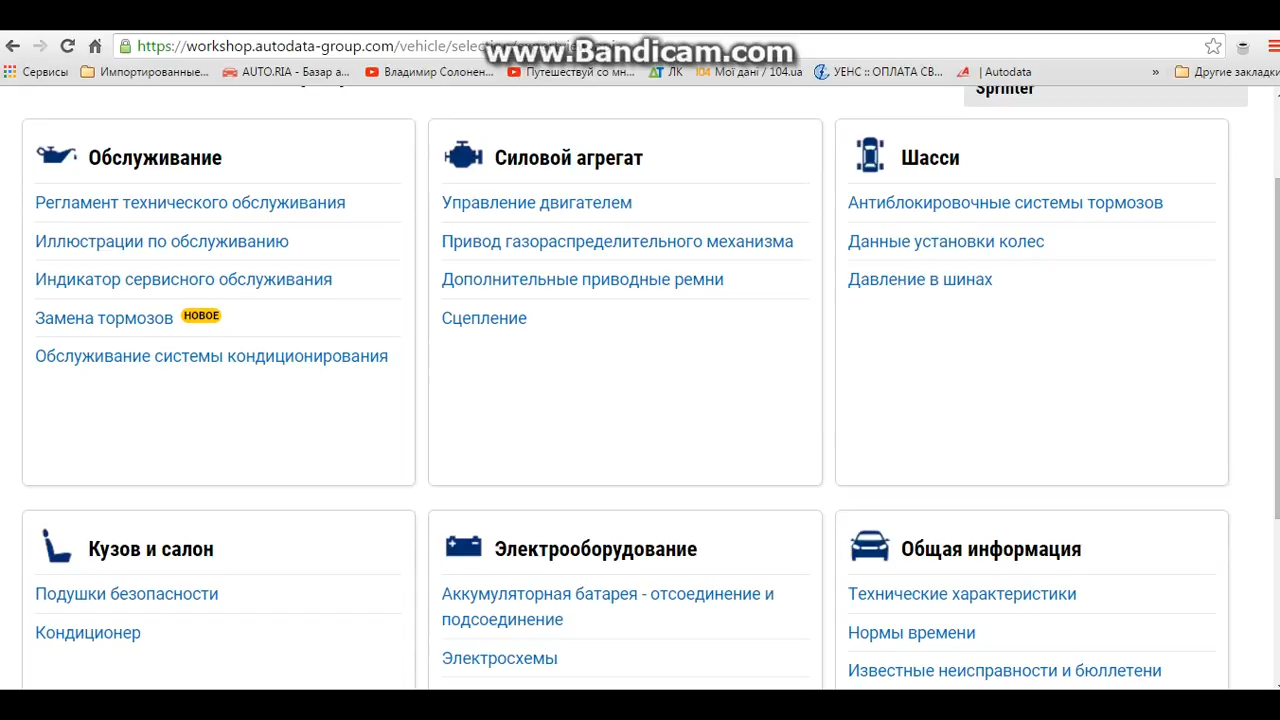 https://workshop.autodata-group.com/vehicle/selec
www.Bandicam.com
Сервисы
Импортированные...
AUTO.RIA - Базар а...
Владимир Солонен...
Путешествуй со мн...
ЛК
Мої дані / 104.ua
УЕНС :: ОПЛАТА СВ...
| Autodata
»
Другие закладки
Sprinter
Обслуживание
Регламент технического обслуживания
Иллюстрации по обслуживанию
Индикатор сервисного обслуживания
Замена тормозов НОВОЕ
Обслуживание системы кондиционирования
Силовой агрегат
Управление двигателем
Привод газораспределительного механизма
Дополнительные приводные ремни
Сцепление
Шасси
Антиблокировочные системы тормозов
Данные установки колес
Давление в шинах
Кузов и салон
Подушки безопасности
Кондиционер
Электрооборудование
Аккумуляторная батарея - отсоединение и
подсоединение
Электросхемы
Общая информация
Технические характеристики
Нормы времени
Известные неисправности и бюллетени